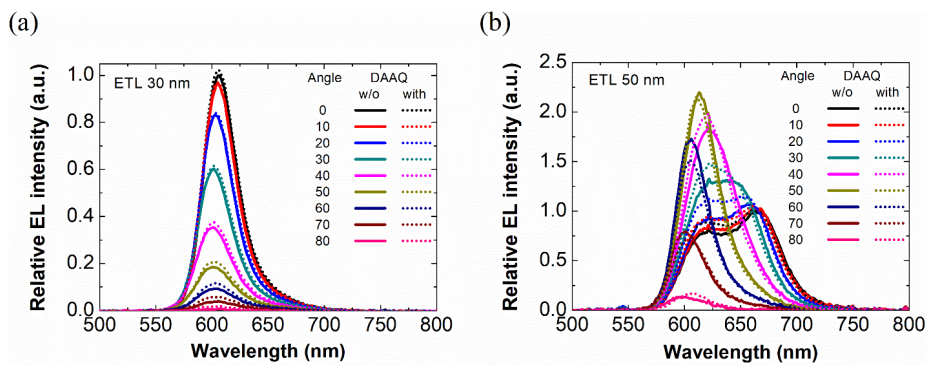 (a)
(b)
ETL 30 nm
Angle DAAQ
w/o with
0
10
20
30
40
50
60
70
80
Relative EL intensity (a.u.)
1.0
0.8
0.6
0.4
0.2
0.0
500 550 600 650 700 750 800
Wavelength (nm)
ETL 50 nm
Angle DAAQ
w/o with
0
10
20
30
40
50
60
70
80
Relative EL intensity (a.u.)
2.5
2.0
1.5
1.0
0.5
0.0
500 550 600 650 700 750 800
Wavelength (nm)